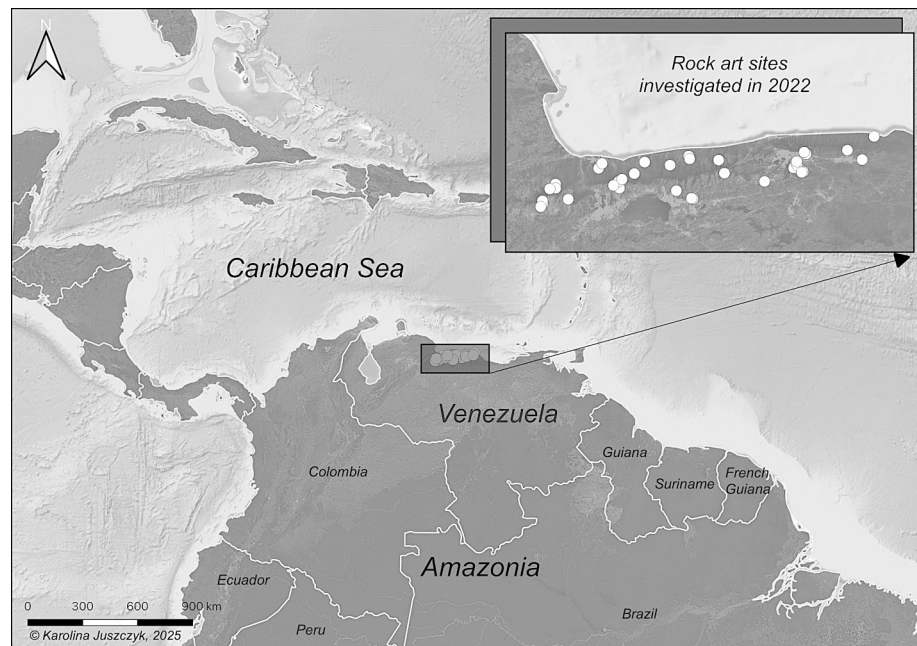 N
Rock art sites
investigated in 2022
Caribbean Sea
Venezuela
Guiana
Colombia
Suriname
French
Guiana
Amazonia
Ecuador
Brazil
Peru
0 300 600 900 km
© Karolina Juszczyk, 2025